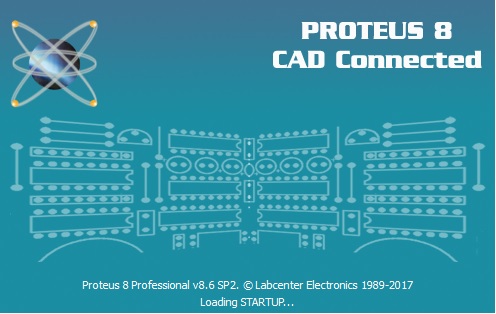 PROTEUS 8
CAD Connected
Proteus 8 Professional v8.6 SP2. © Labcenter Electronics 1989-2017
Loading STARTUP...